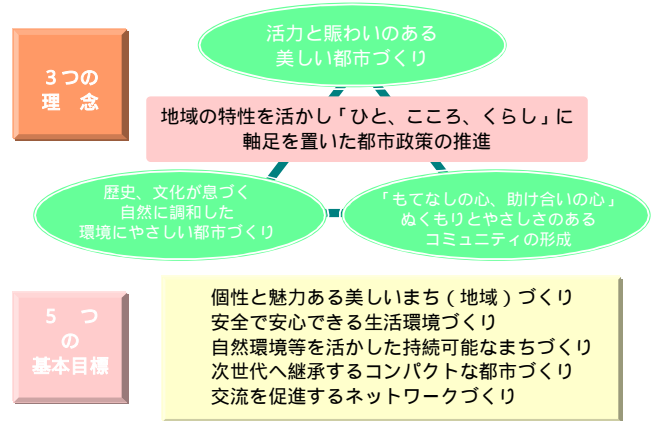 活力と賑わいのある
美しい都市づくり
3つの
理　念
地域の特性を活かし「ひと、こころ、くらし」に
軸足を置いた都市政策の推進
歴史、文化が息づく
自然に調和した
環境にやさしい都市づくり
「もてなしの心、助け合いの心」
ぬくもりとやさしさのある
コミュニティの形成
5　つ
の
基本目標
個性と魅力ある美しいまち(地域)づくり
安全で安心できる生活環境づくり
自然環境等を活かした持続可能なまちづくり
次世代へ継承するコンパクトな都市づくり
交流を促進するネットワークづくり